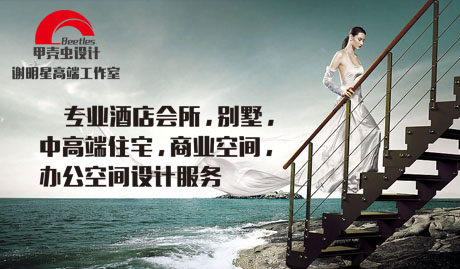 Beetles
甲壳虫设计
谢明星高端工作室
专业酒店会所,别墅,
中高端住宅,商业空间,
办公空间设计服务